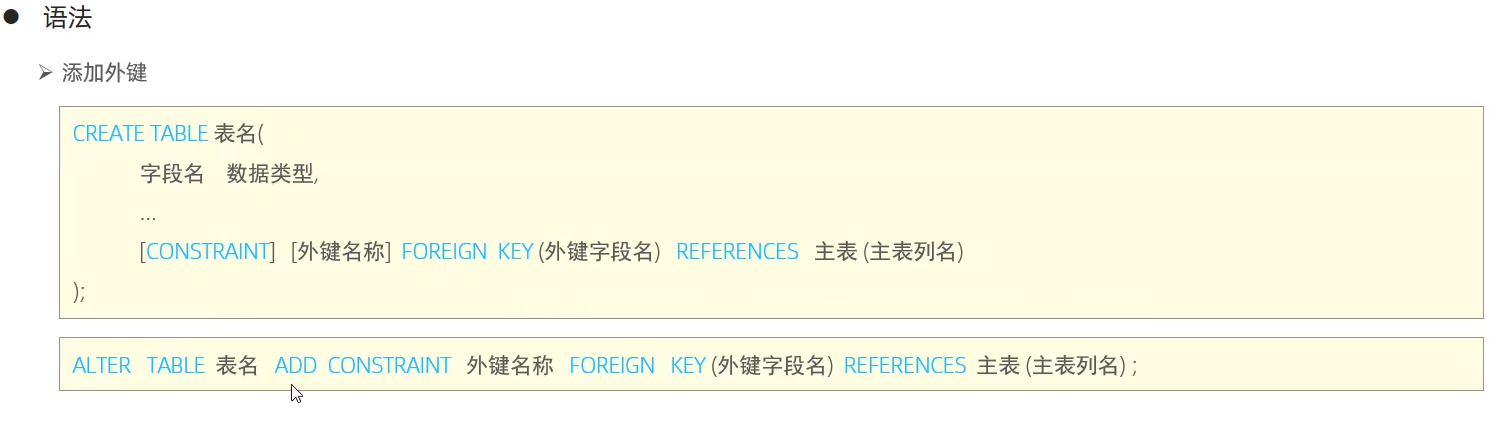 ● 语法
➢ 添加外键
CREATE TABLE 表名(
字段名 数据类型,
...
[CONSTRAINT] [外键名称] FOREIGN KEY (外键字段名) REFERENCES 主表 (主表列名)
);
ALTER TABLE 表名 ADD CONSTRAINT 外键名称 FOREIGN KEY (外键字段名) REFERENCES 主表 (主表列名) ;